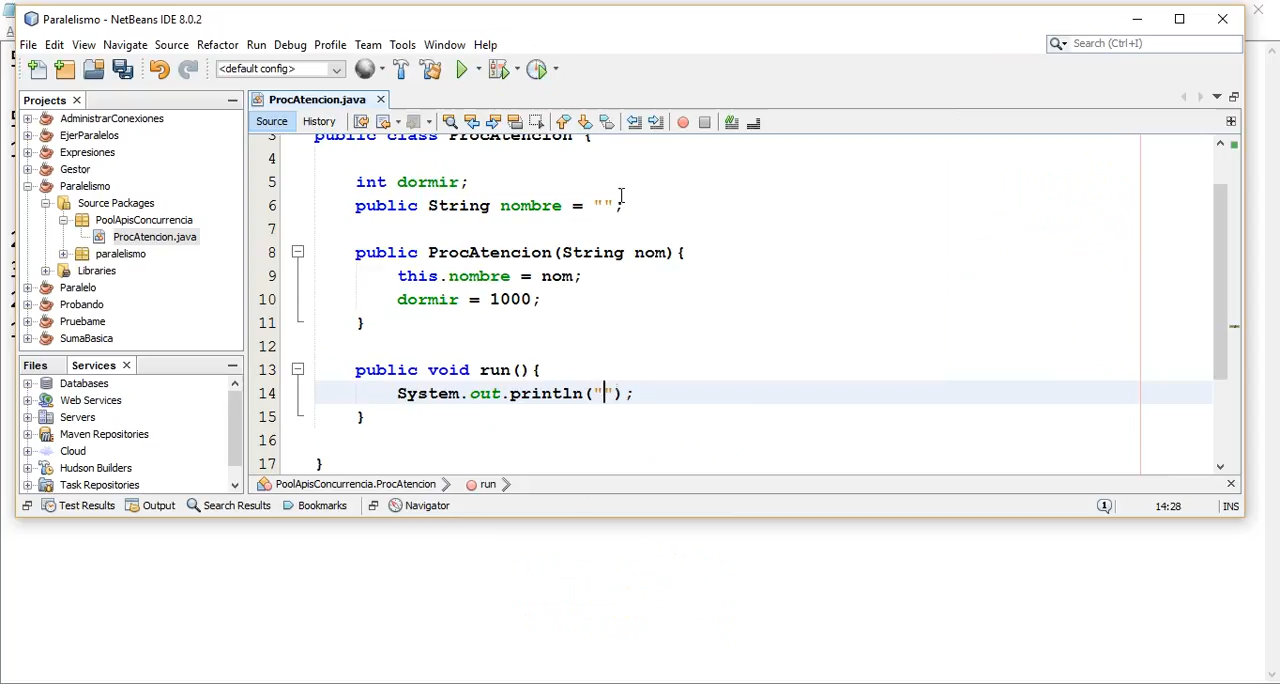 Paralelismo - NetBeans IDE 8.0.2
File Edit View Navigate Source Refactor Run Debug Profile Team Tools Window Help
Search (Ctrl+I)
<default config>
Projects
AdministrarConexiones
EjerParalelos
Expresiones
Gestor
Paralelismo
Source Packages
PoolApisConcurrencia
ProcAtencion.java
paralelismo
Libraries
Paralelo
Probando
Pruebame
SumaBasica
Files Services
Databases
Web Services
Servers
Maven Repositories
Cloud
Hudson Builders
Task Repositories
ProcAtencion.java
Source History
3 public class ProcAtencion {
4
5 int dormir;
6 public String nombre = "";
7
8 public ProcAtencion(String nom){
9 this.nombre = nom;
10 dormir = 1000;
11 }
12
13 public void run(){
14 System.out.println("");
15 }
16
17 }
PoolApisConcurrencia.ProcAtencion run
Test Results Output Search Results Bookmarks Navigator
1 14:28 INS